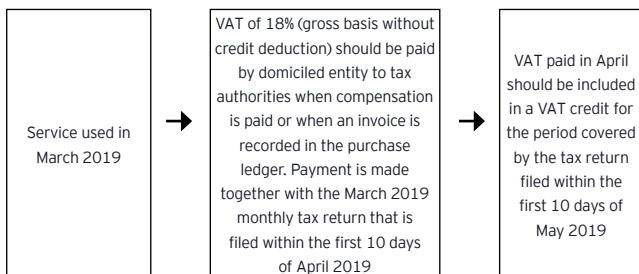 Service used in
March 2019
VAT of 18% (gross basis without
credit deduction) should be paid
by domiciled entity to tax
authorities when compensation
is paid or when an invoice is
recorded in the purchase
ledger. Payment is made
together with the March 2019
monthly tax return that is
filed within the first 10 days
of April 2019
VAT paid in April
should be included
in a VAT credit for
the period covered
by the tax return
filed within the
first 10 days of
May 2019